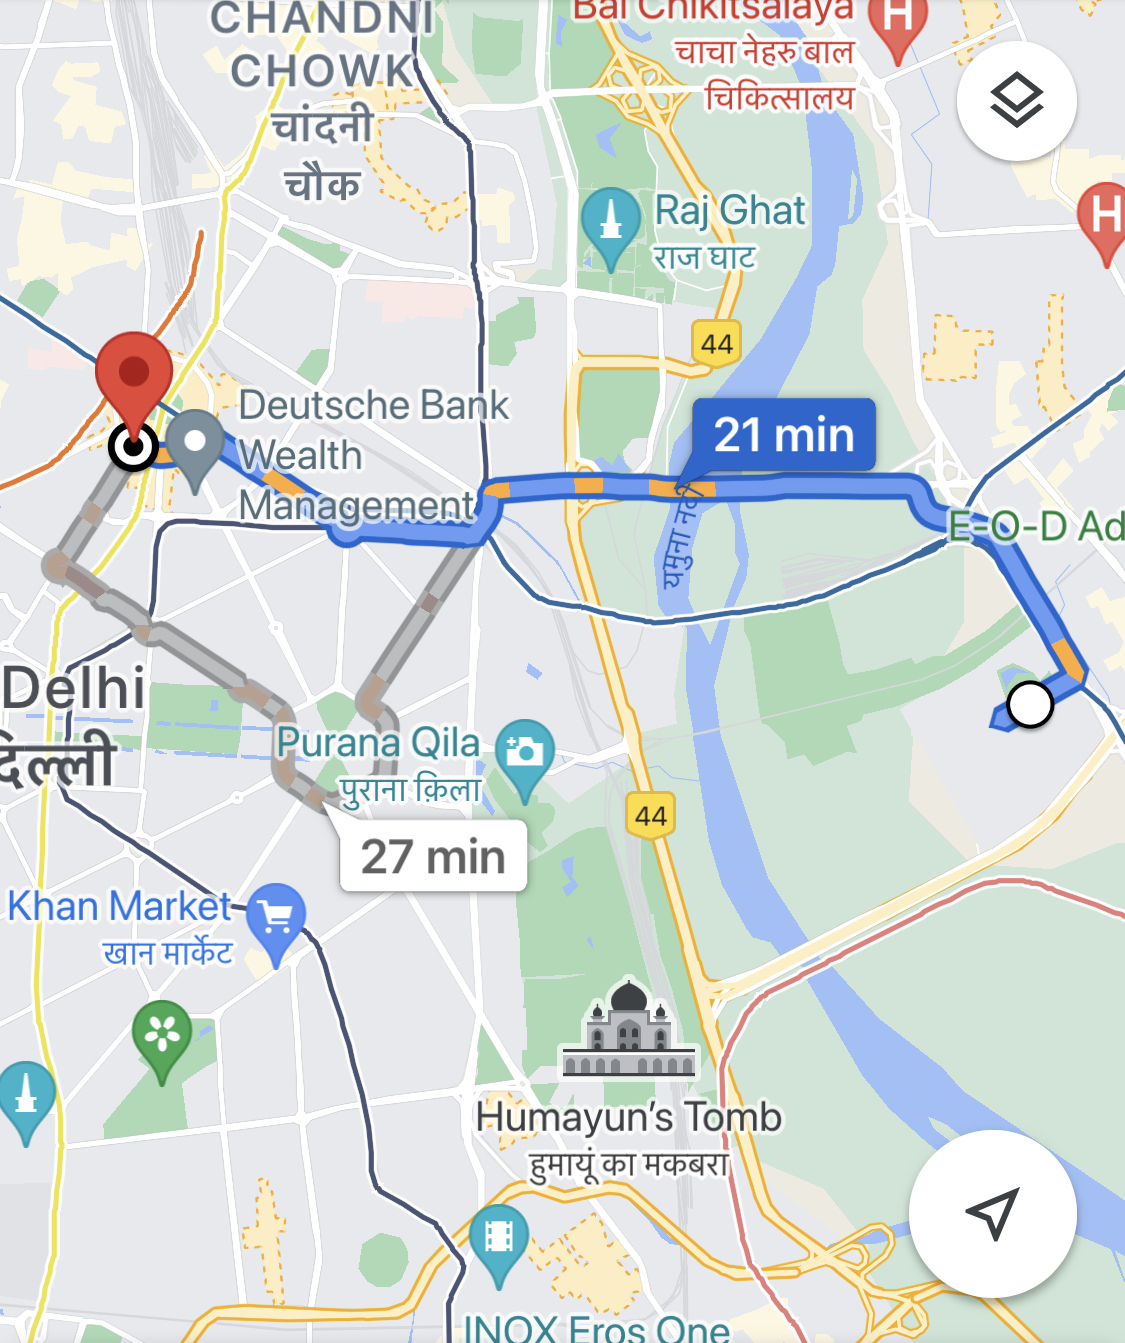 CHANDNI
CHOWK
चांदनी
चौक
Bal Chikitsalaya
चाचा नेहरु बाल
चिकित्सालय
H
H
Raj Ghat
राज घाट
44
Deutsche Bank
Wealth
Management
21 min
यमुना नदी
E-O-D Ad
Delhi
दिल्ली
Purana Qila
पुराना क़िला
44
27 min
Khan Market
खान मार्केट
Humayun's Tomb
हुमायूं का मकबरा
INOX Eros One